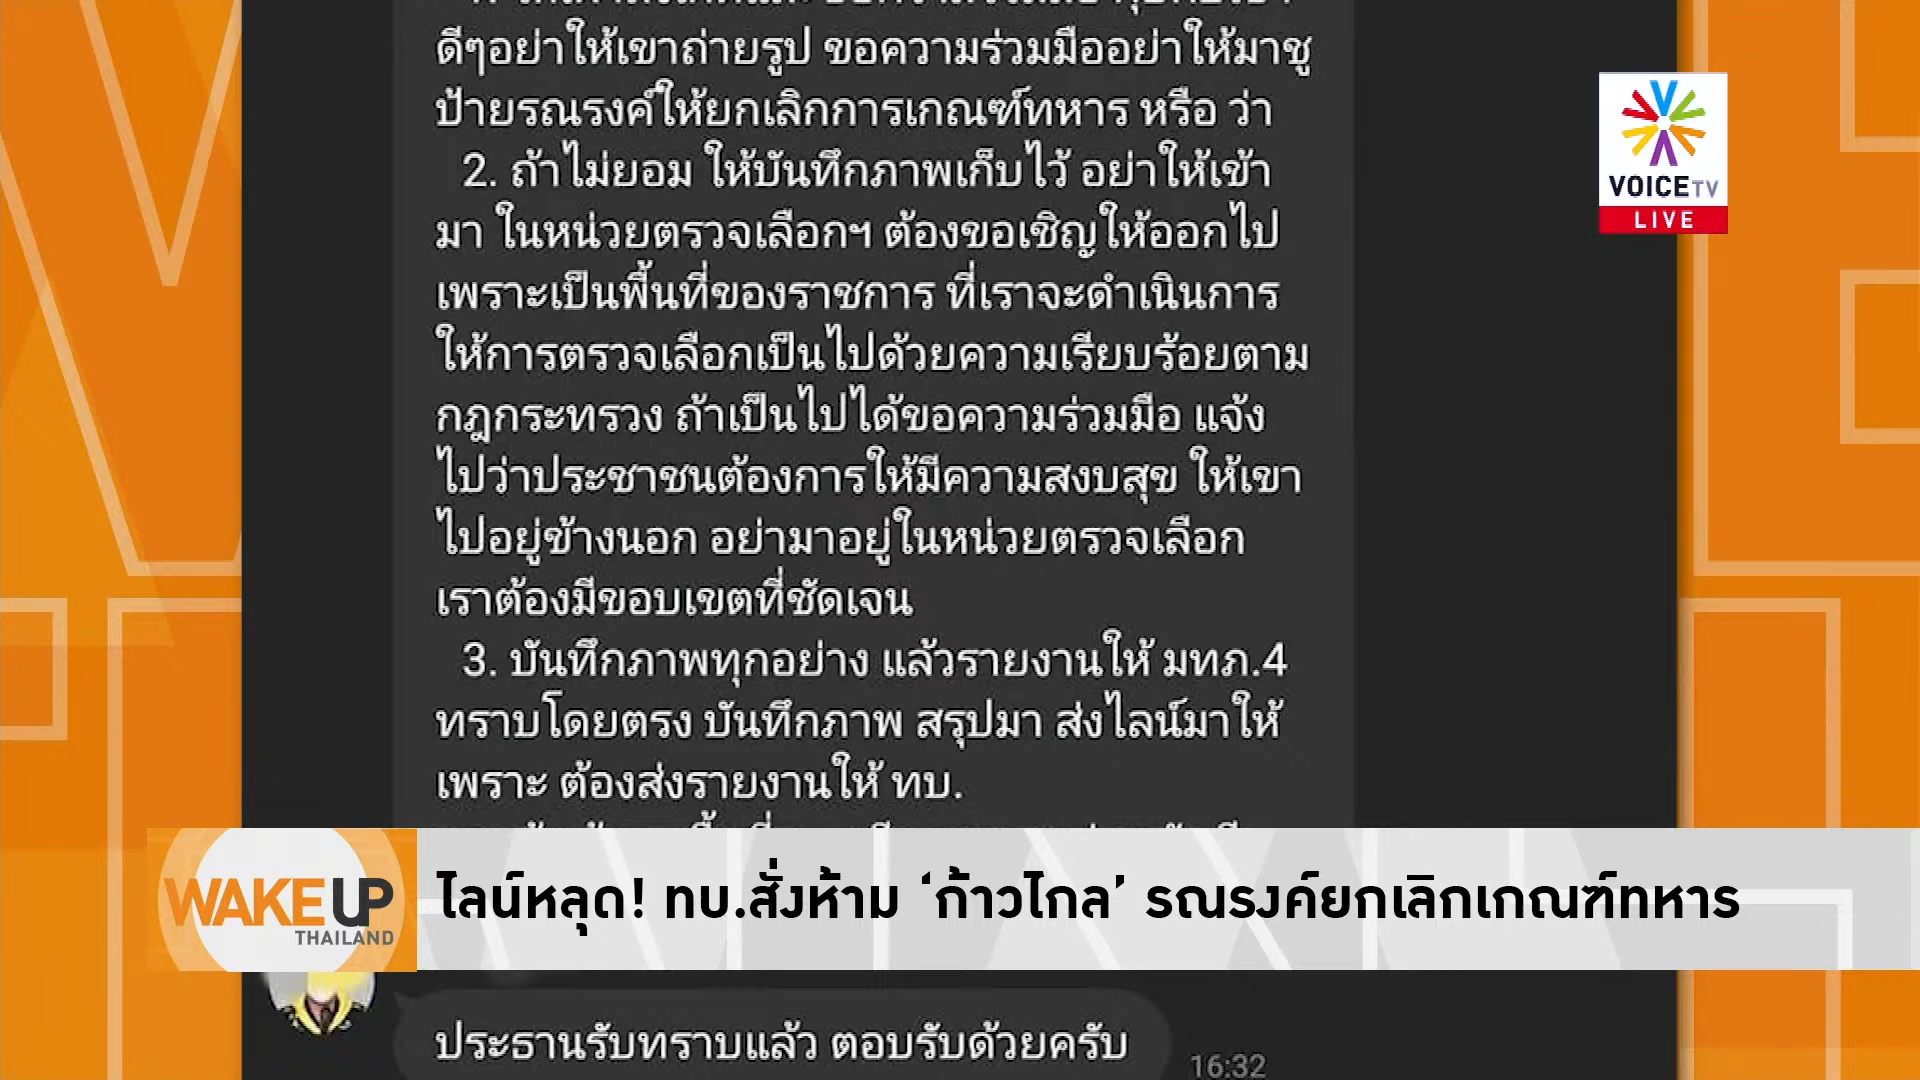 ดีๆอย่าให้เขาถ่ายรูป ขอความร่วมมืออย่าให้มาชู
ป้ายรณรงค์ให้ยกเลิกการเกณฑ์ทหาร หรือ ว่า
2. ถ้าไม่ยอม ให้บันทึกภาพเก็บไว้ อย่าให้เข้า
มา ในหน่วยตรวจเลือกฯ ต้องขอเชิญให้ออกไป
เพราะเป็นพื้นที่ของราชการ ที่เราจะดำเนินการ
ให้การตรวจเลือกเป็นไปด้วยความเรียบร้อยตาม
กฎกระทรวง ถ้าเป็นไปได้ขอความร่วมมือ แจ้ง
ไปว่าประชาชนต้องการให้มีความสงบสุข ให้เขา
ไปอยู่ข้างนอก อย่ามาอยู่ในหน่วยตรวจเลือก
เราต้องมีขอบเขตที่ชัดเจน
3. บันทึกภาพทุกอย่าง แล้วรายงานให้ มทภ.4
ทราบโดยตรง บันทึกภาพ สรุปมา ส่งไลน์มาให้
เพราะ ต้องส่งรายงานให้ ทบ.
VOICE TV
LIVE
WAKE UP
THAILAND
ไลน์หลุด! ทบ.สั่งห้าม ‘ก้าวไกล’ รณรงค์ยกเลิกเกณฑ์ทหาร
ประธานรับทราบแล้ว ตอบรับด้วยครับ
16:32